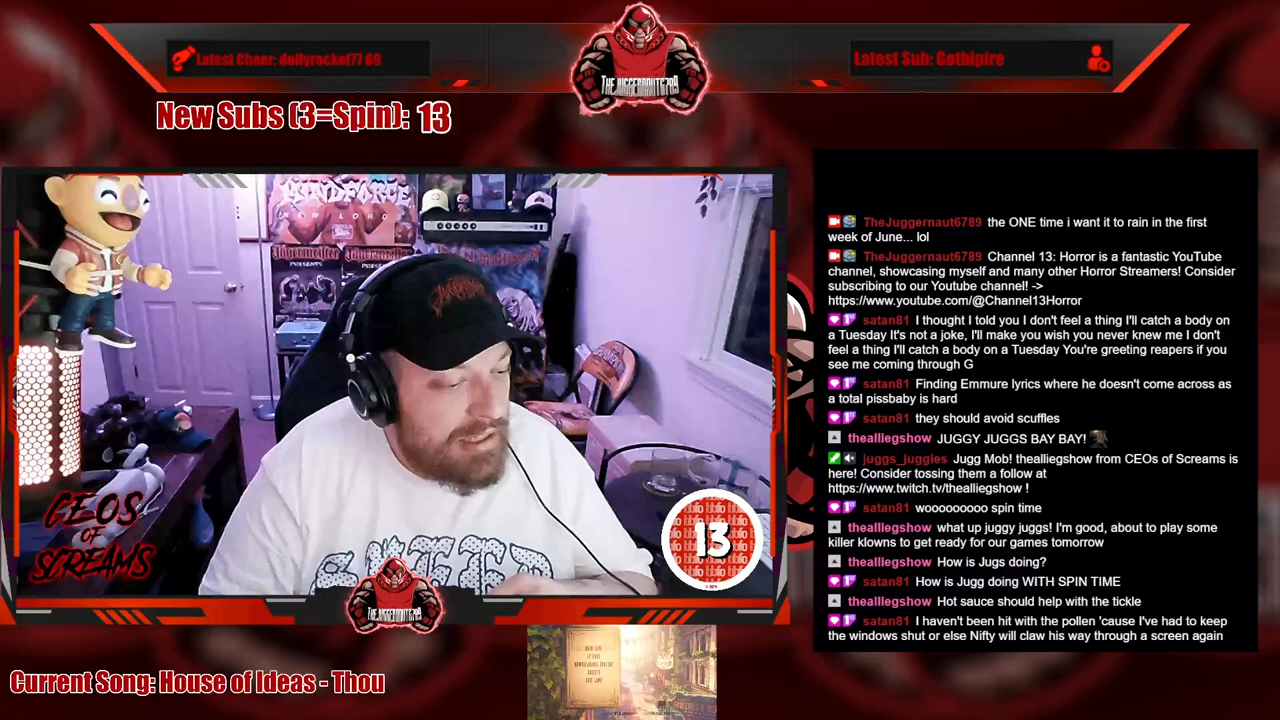 Latest Cheer: dollyrocket77 69
THEJUGGERNAUT6789
Latest Sub: Gothipire
New Subs (3=Spin): 13
MINDFORCE
NEW LORDS
Jägermeister Jägermeister
PRESENTS PRESENTS
CEOS
OF
SCREAMS
13
THEJUGGERNAUT6789
Current Song: House of Ideas - Thou
TheJuggernaut6789 the ONE time i want it to rain in the first
week of June... lol
TheJuggernaut6789 Channel 13: Horror is a fantastic YouTube
channel, showcasing myself and many other Horror Streamers! Consider
subscribing to our Youtube channel! ->
https://www.youtube.com/@Channel13Horror
satan81 I thought I told you I don't feel a thing I'll catch a body on
a Tuesday It's not a joke, I'll make you wish you never knew me I don't
feel a thing I'll catch a body on a Tuesday You're greeting reapers if you
see me coming through G
satan81 Finding Emmure lyrics where he doesn't come across as
a total pissbaby is hard
satan81 they should avoid scuffles
thealliegshow JUGGY JUGGS BAY BAY!
juggs_juggies Jugg Mob! thealliegshow from CEOs of Screams is
here! Consider tossing them a follow at
https://www.twitch.tv/thealliegshow !
satan81 wooooooooo spin time
thealliegshow what up juggy juggs! I'm good, about to play some
killer klowns to get ready for our games tomorrow
thealliegshow How is Jugs doing?
satan81 How is Jugg doing WITH SPIN TIME
thealliegshow Hot sauce should help with the tickle
satan81 I haven't been hit with the pollen 'cause I've had to keep
the windows shut or else Nifty will claw his way through a screen again